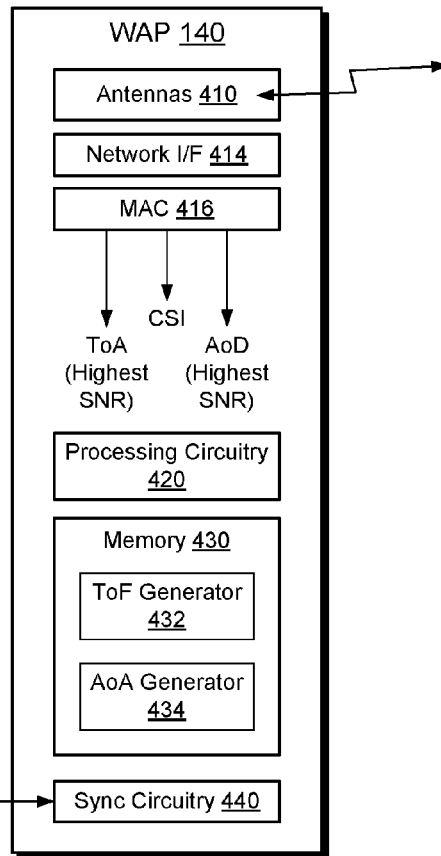 WAP 140
Antennas 410
Network I/F 414
MAC 416
CSI
ToA
(Highest
SNR)
AoD
(Highest
SNR)
Processing Circuitry
420
Memory 430
ToF Generator
432
AoA Generator
434
Sync Circuitry 440